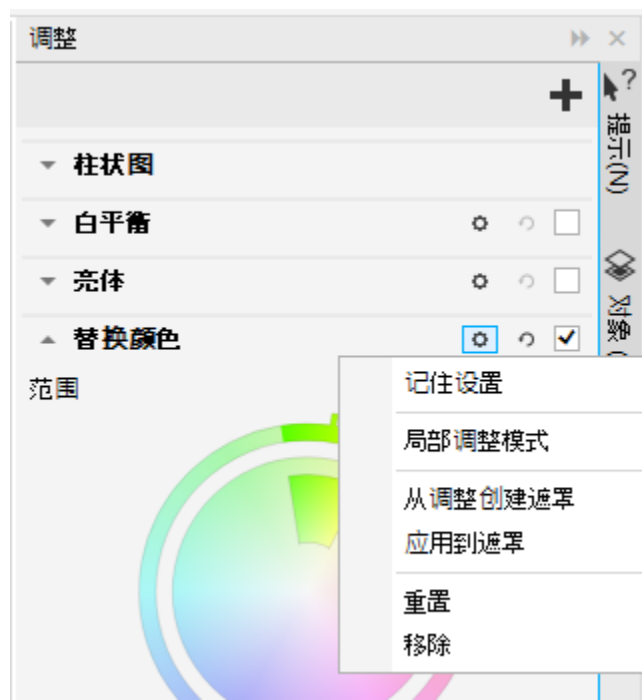 调整
提示(N)
柱状图
白平衡
亮体
对象(
替换颜色
范围
记住设置
局部调整模式
从调整创建遮罩
应用到遮罩
重置
移除